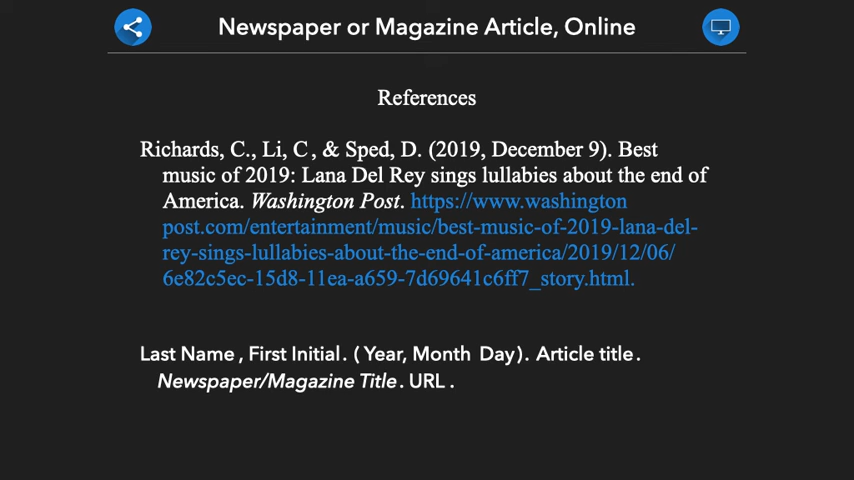 Newspaper or Magazine Article, Online
References
Richards, C., Li, C , & Sped, D. (2019, December 9). Best
music of 2019: Lana Del Rey sings lullabies about the end of
America. Washington Post. https://www.washington
post.com/entertainment/music/best-music-of-2019-lana-del-
rey-sings-lullabies-about-the-end-of-america/2019/12/06/
6e82c5ec-15d8-11ea-a659-7d69641c6ff7_story.html.
Last Name , First Initial . ( Year, Month Day ). Article title .
Newspaper/Magazine Title . URL .